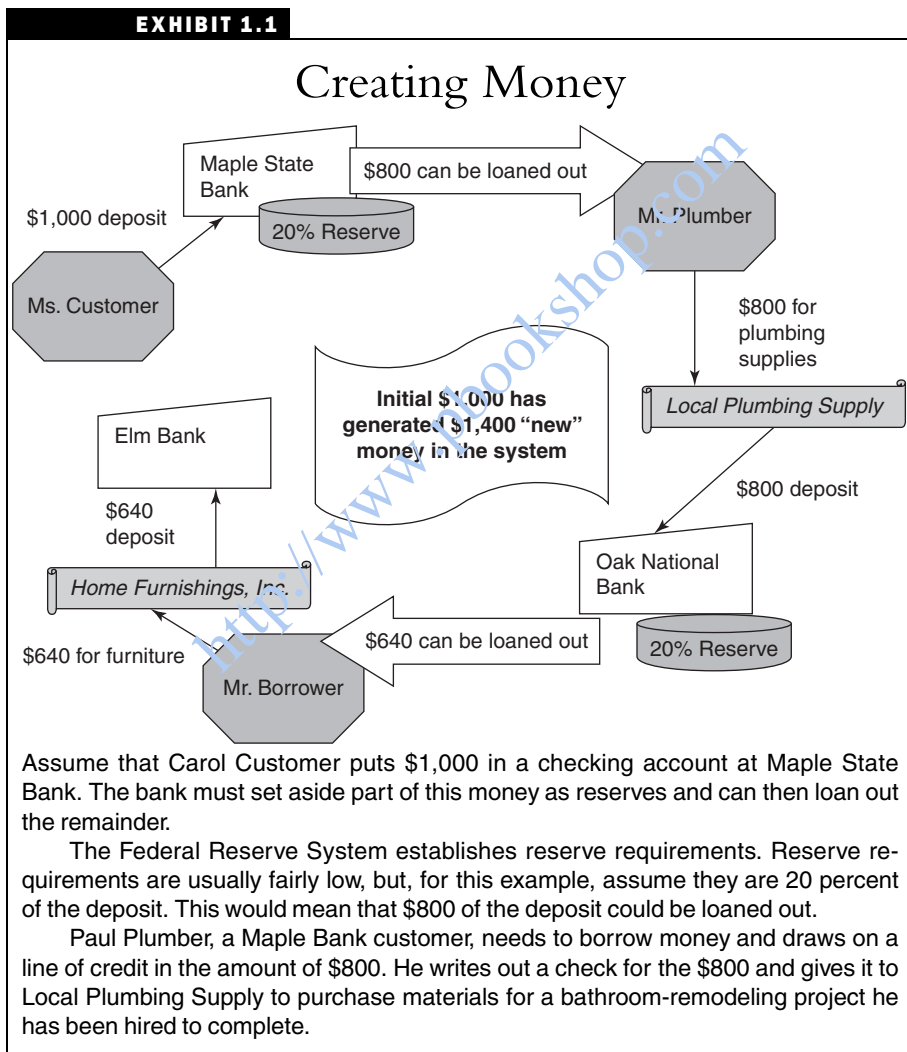 EXHIBIT 1.1
Creating Money
Maple State
Bank
$800 can be loaned out
Mr. Plumber
$1,000 deposit
20% Reserve
Ms. Customer
$800 for
plumbing
supplies
Initial $1,000 has
generated $1,400 “new”
money in the system
Local Plumbing Supply
Elm Bank
$800 deposit
$640
deposit
Oak National
Bank
Home Furnishings, Inc.
$640 can be loaned out
20% Reserve
$640 for furniture
Mr. Borrower
http://www.pbookshop.com
Assume that Carol Customer puts $1,000 in a checking account at Maple State
Bank. The bank must set aside part of this money as reserves and can then loan out
the remainder.
The Federal Reserve System establishes reserve requirements. Reserve re-
quirements are usually fairly low, but, for this example, assume they are 20 percent
of the deposit. This would mean that $800 of the deposit could be loaned out.
Paul Plumber, a Maple Bank customer, needs to borrow money and draws on a
line of credit in the amount of $800. He writes out a check for the $800 and gives it to
Local Plumbing Supply to purchase materials for a bathroom-remodeling project he
has been hired to complete.